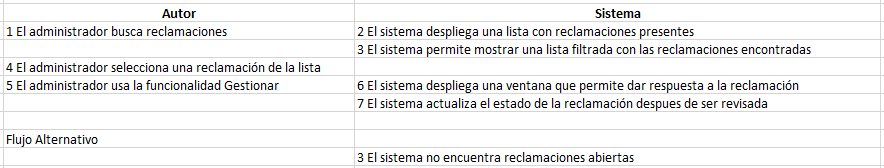 Autor Sistema
1 El administrador busca reclamaciones 2 El sistema despliega una lista con reclamaciones presentes
3 El sistema permite mostrar una lista filtrada con las reclamaciones encontradas
4 El administrador selecciona una reclamación de la lista
5 El administrador usa la funcionalidad Gestionar 6 El sistema despliega una ventana que permite dar respuesta a la reclamación
7 El sistema actualiza el estado de la reclamación despues de ser revisada
Flujo Alternativo
3 El sistema no encuentra reclamaciones abiertas